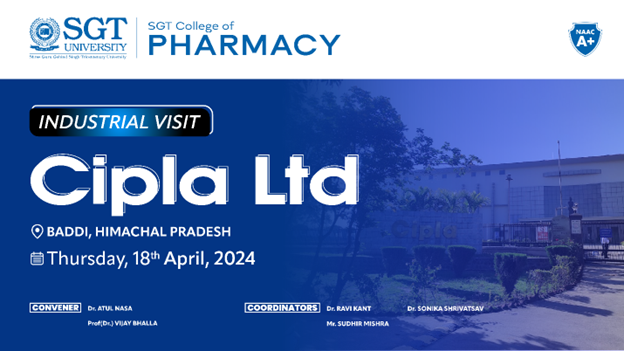 SGT
UNIVERSITY
SGT College of
PHARMACY
NAAC
A+
INDUSTRIAL VISIT
Cipla Ltd
BADDI, HIMACHAL PRADESH
Thursday, 18th April, 2024
CONVENER Dr. ATUL NASA
Prof(Dr.) VIJAY BHALLA
COORDINATORS Dr. RAVI KANT Dr. SONIKA SHRIVATSAV
Mr. SUDHIR MISHRA